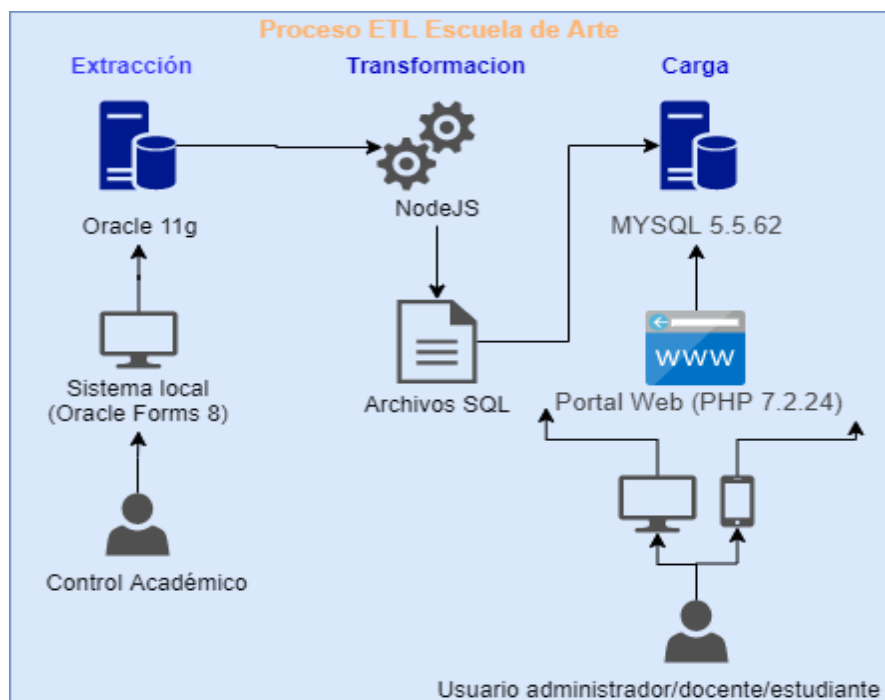 Proceso ETL Escuela de Arte
Extracción
Transformacion
Carga
Oracle 11g
NodeJS
MYSQL 5.5.62
Sistema local
(Oracle Forms 8)
Archivos SQL
www
Portal Web (PHP 7.2.24)
Control Académico
Usuario administrador/docente/estudiante